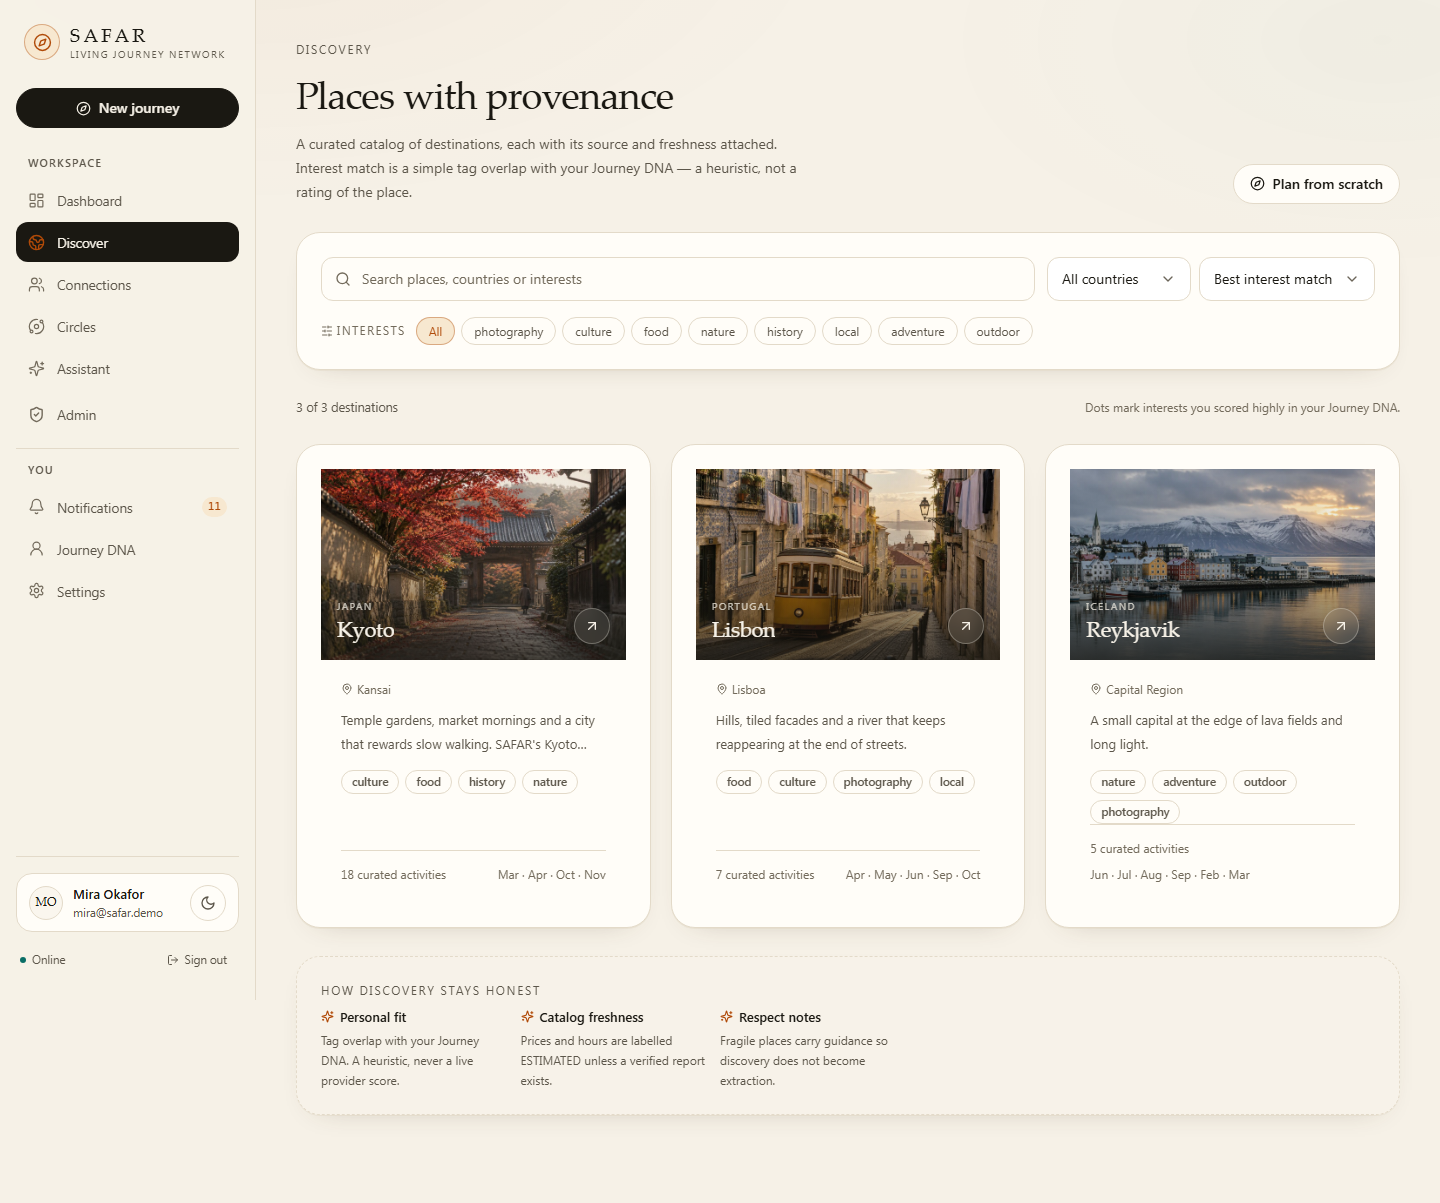 SAFAR
LIVING JOURNEY NETWORK
New journey
WORKSPACE
Dashboard
Discover
Connections
Circles
Assistant
Admin
YOU
Notifications 11
Journey DNA
Settings
MO
Mira Okafor
mira@safar.demo
Online
Sign out
DISCOVERY
Places with provenance
A curated catalog of destinations, each with its source and freshness attached.
Interest match is a simple tag overlap with your Journey DNA — a heuristic, not a
rating of the place.
Plan from scratch
Search places, countries or interests
All countries
Best interest match
INTERESTS All photography culture food nature history local adventure outdoor
3 of 3 destinations
Dots mark interests you scored highly in your Journey DNA.
JAPAN
Kyoto
Kansai
Temple gardens, market mornings and a city
that rewards slow walking. SAFAR's Kyoto...
culture food history nature
18 curated activities
Mar · Apr · Oct · Nov
PORTUGAL
Lisbon
Lisboa
Hills, tiled facades and a river that keeps
reappearing at the end of streets.
food culture photography local
7 curated activities
Apr · May · Jun · Sep · Oct
ICELAND
Reykjavik
Capital Region
A small capital at the edge of lava fields and
long light.
nature adventure outdoor
photography
5 curated activities
Jun · Jul · Aug · Sep · Feb · Mar
HOW DISCOVERY STAYS HONEST
Personal fit
Tag overlap with your Journey
DNA. A heuristic, never a live
provider score.
Catalog freshness
Prices and hours are labelled
ESTIMATED unless a verified report
exists.
Respect notes
Fragile places carry guidance so
discovery does not become
extraction.